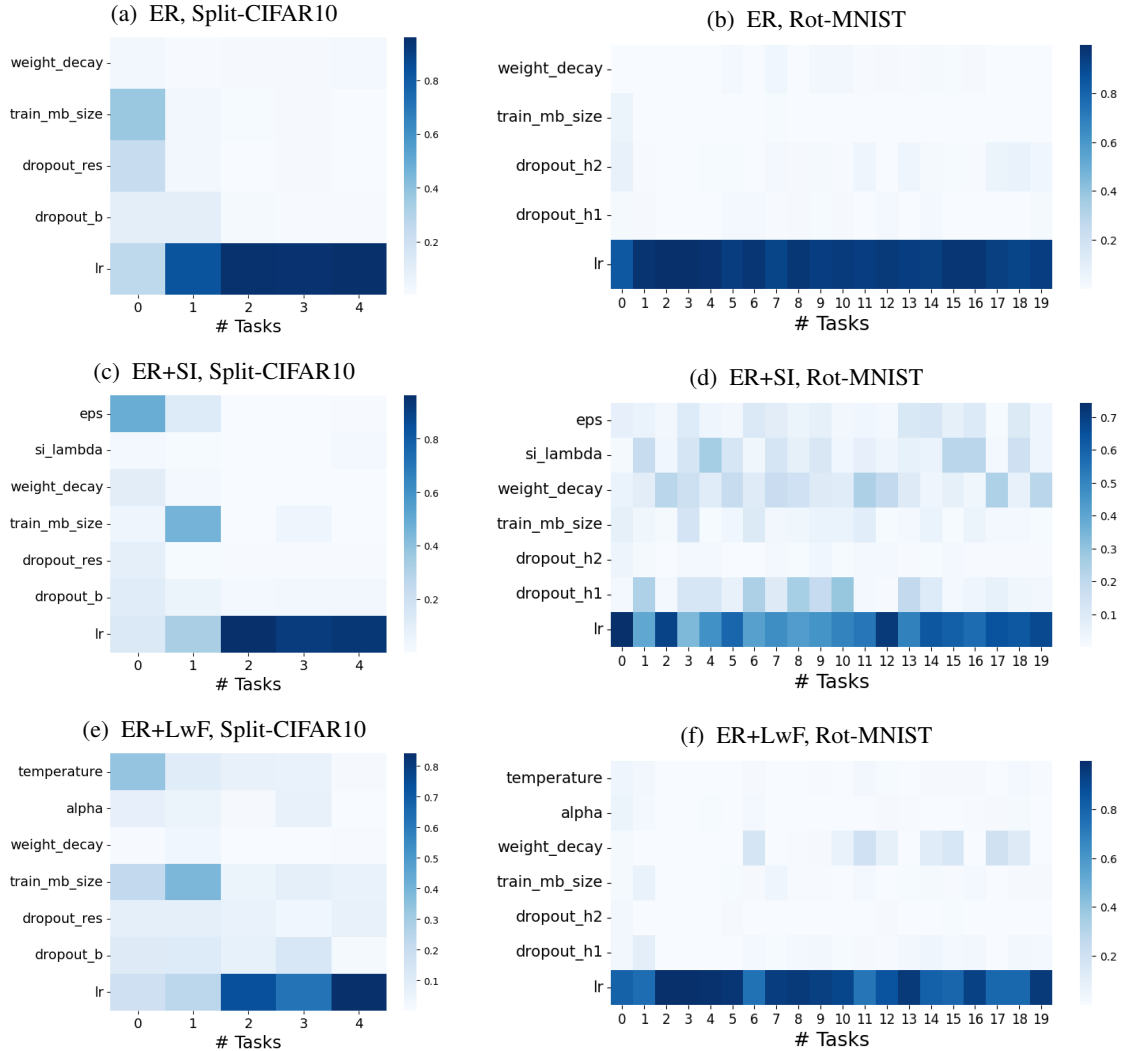 (a) ER, Split-CIFAR10
weight_decay
train_mb_size
dropout_res
dropout_b
lr
0 1 2 3 4
# Tasks
0.8
0.6
0.4
0.2
(b) ER, Rot-MNIST
weight_decay
train_mb_size
dropout_h2
dropout_h1
lr
0 1 2 3 4 5 6 7 8 9 10 11 12 13 14 15 16 17 18 19
# Tasks
0.8
0.6
0.4
0.2
(c) ER+SI, Split-CIFAR10
eps
si_lambda
weight_decay
train_mb_size
dropout_res
dropout_b
lr
0 1 2 3 4
# Tasks
0.8
0.6
0.4
0.2
(d) ER+SI, Rot-MNIST
eps
si_lambda
weight_decay
train_mb_size
dropout_h2
dropout_h1
lr
0 1 2 3 4 5 6 7 8 9 10 11 12 13 14 15 16 17 18 19
# Tasks
0.7
0.6
0.5
0.4
0.3
0.2
0.1
(e) ER+LwF, Split-CIFAR10
temperature
alpha
weight_decay
train_mb_size
dropout_res
dropout_b
lr
0 1 2 3 4
# Tasks
0.8
0.7
0.6
0.5
0.4
0.3
0.2
0.1
(f) ER+LwF, Rot-MNIST
temperature
alpha
weight_decay
train_mb_size
dropout_h2
dropout_h1
lr
0 1 2 3 4 5 6 7 8 9 10 11 12 13 14 15 16 17 18 19
# Tasks
0.8
0.6
0.4
0.2